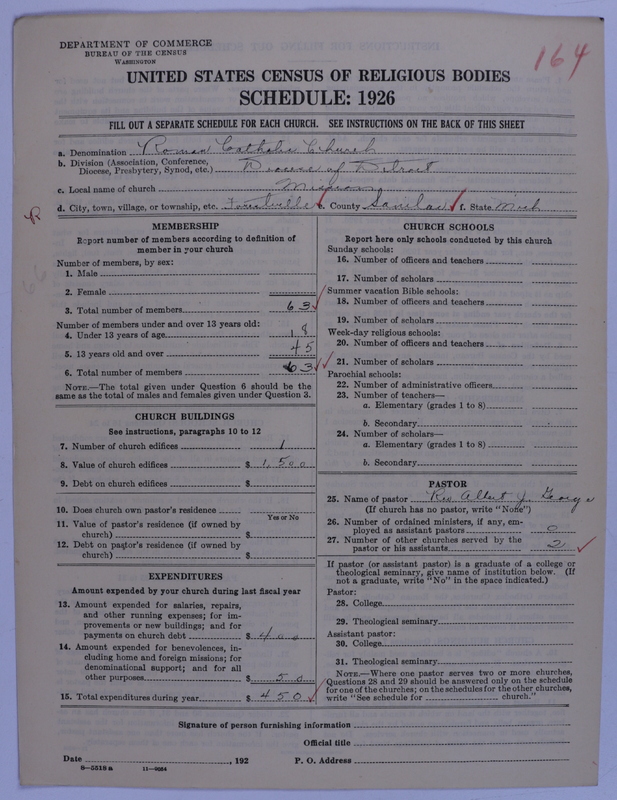 164
DEPARTMENT OF COMMERCE
BUREAU OF THE CENSUS
WASHINGTON
UNITED STATES CENSUS OF RELIGIOUS BODIES
SCHEDULE: 1926
FILL OUT A SEPARATE SCHEDULE FOR EACH CHURCH. SEE INSTRUCTIONS ON THE BACK OF THIS SHEET
a. Denomination Roman Catholic Church
b. Division (Association, Conference,
Diocese, Presbytery, Synod, etc.) Diocese of Detroit
c. Local name of church Missions
d. City, town, village, or township, etc. e. County Sanilac f. State Mich
R
MEMBERSHIP
Report number of members according to definition of
member in your church
Number of members, by sex:
1. Male
2. Female
3. Total number of members 63
Number of members under and over 13 years old:
4. Under 13 years of age 18
5. 13 years old and over 45
6. Total number of members 63
NOTE.—The total given under Question 6 should be the
same as the total of males and females given under Question 3.
CHURCH BUILDINGS
See instructions, paragraphs 10 to 12
7. Number of church edifices 1
8. Value of church edifices $ 1,500
9. Debt on church edifices $
10. Does church own pastor's residence
Yes or No
11. Value of pastor's residence (if owned by
church) $
12. Debt on pastor's residence (if owned by
church) $
EXPENDITURES
Amount expended by your church during last fiscal year
13. Amount expended for salaries, repairs,
and other running expenses; for im-
provements or new buildings; and for
payments on church debt $ 400
14. Amount expended for benevolences, in-
cluding home and foreign missions; for
denominational support; and for all
other purposes $ 50
15. Total expenditures during year $ 450
CHURCH SCHOOLS
Report here only schools conducted by this church
Sunday schools:
16. Number of officers and teachers
17. Number of scholars
Summer vacation Bible schools:
18. Number of officers and teachers
19. Number of scholars
Week-day religious schools:
20. Number of officers and teachers
21. Number of scholars
Parochial schools:
22. Number of administrative officers
23. Number of teachers—
a. Elementary (grades 1 to 8)
b. Secondary
24. Number of scholars—
a. Elementary (grades 1 to 8)
b. Secondary
PASTOR
25. Name of pastor Rev Albert J. George
(If church has no pastor, write "None")
26. Number of ordained ministers, if any, em-
ployed as assistant pastors 0
27. Number of other churches served by the
pastor or his assistants 2
If pastor (or assistant pastor) is a graduate of a college or
theological seminary, give name of institution below. (If
not a graduate, write "No" in the space indicated.)
Pastor:
28. College
29. Theological seminary
Assistant pastor:
30. College
31. Theological seminary
NOTE.—Where one pastor serves two or more churches,
Questions 28 and 29 should be answered only on the schedule
for one of the churches; on the schedules for the other churches,
write "See schedule for church."
Signature of person furnishing information
Official title
Date , 192 P. O. Address
8-5518a 11-9064